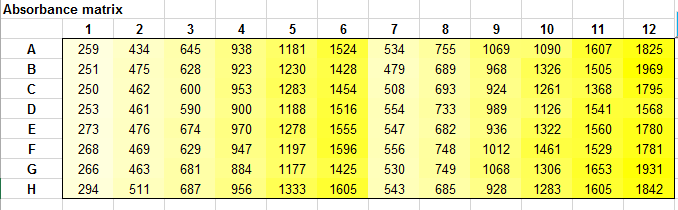 Absorbance matrix
1 2 3 4 5 6 7 8 9 10 11 12
A 259 434 645 938 1181 1524 534 755 1069 1090 1607 1825
B 251 475 628 923 1230 1428 479 689 968 1326 1505 1969
C 250 462 600 953 1283 1454 508 693 924 1261 1368 1795
D 253 461 590 900 1188 1516 554 733 989 1126 1541 1568
E 273 476 674 970 1278 1555 547 682 936 1322 1560 1780
F 268 469 629 947 1197 1596 556 748 1012 1461 1529 1781
G 266 463 681 884 1177 1425 530 749 1068 1306 1653 1931
H 294 511 687 956 1333 1605 543 685 928 1283 1605 1842